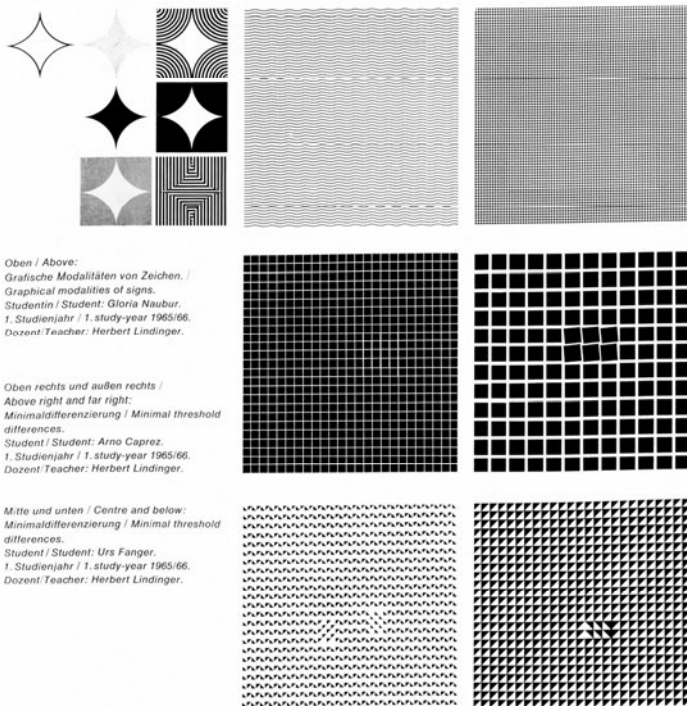 Oben / Above:
Grafische Modalitäten von Zeichen. /
Graphical modalities of signs.
Studentin / Student: Gloria Naubur.
1. Studienjahr / 1. study-year 1965/66.
Dozent/Teacher: Herbert Lindinger.
Oben rechts und außen rechts /
Above right and far right:
Minimaldifferenzierung / Minimal threshold
differences.
Student / Student: Arno Caprez.
1. Studienjahr / 1. study-year 1965/66.
Dozent/Teacher: Herbert Lindinger.
Mitte und unten / Centre and below:
Minimaldifferenzierung / Minimal threshold
differences.
Student / Student: Urs Fanger.
1. Studienjahr / 1. study-year 1965/66.
Dozent/Teacher: Herbert Lindinger.